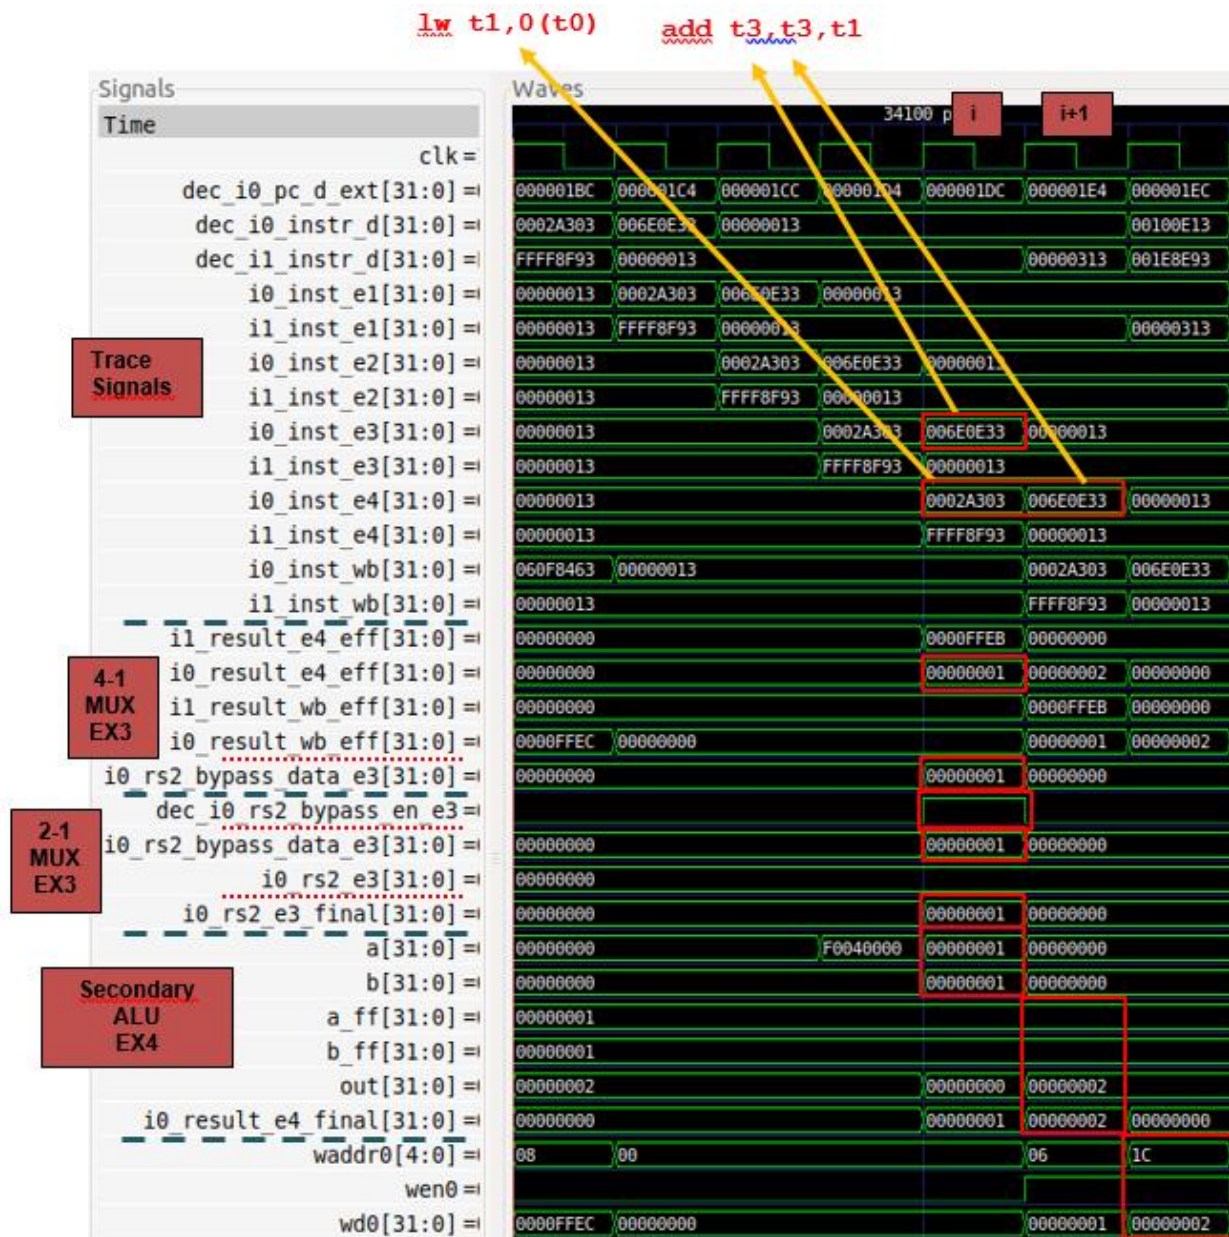 lw t1,0(t0) add t3,t3,t1
Signals Waves
Time 34100 p i i+1
clk=
dec_i0_pc_d_ext[31:0]= 000001BC 000001C4 000001CC 000001D4 000001DC 000001E4 000001EC
dec_i0_instr_d[31:0]= 0002A303 006E0E33 00000013 00100E13
dec_i1_instr_d[31:0]= FFFF8F93 00000013 00000313 001E8E93
i0_inst_e1[31:0]= 00000013 0002A303 006E0E33 00000013
i1_inst_e1[31:0]= 00000013 FFFF8F93 00000013 00000313
Trace
Signals
i0_inst_e2[31:0]= 00000013 0002A303 006E0E33 00000013
i1_inst_e2[31:0]= 00000013 FFFF8F93 00000013
i0_inst_e3[31:0]= 00000013 0002A303 006E0E33 00000013
i1_inst_e3[31:0]= 00000013 FFFF8F93 00000013
i0_inst_e4[31:0]= 00000013 0002A303 006E0E33 00000013
i1_inst_e4[31:0]= 00000013 FFFF8F93 00000013
i0_inst_wb[31:0]= 060F8463 00000013 0002A303 006E0E33
i1_inst_wb[31:0]= 00000013 FFFF8F93 00000013
i1_result_e4_eff[31:0]= 00000000 0000FFEB 00000000
4-1
MUX
EX3
i0_result_e4_eff[31:0]= 00000000 00000001 00000002 00000000
i1_result_wb_eff[31:0]= 00000000 0000FFEB 00000000
i0_result_wb_eff[31:0]= 0000FFEC 00000000 00000001 00000002
i0_rs2_bypass_data_e3[31:0]= 00000000 00000001 00000000
dec_i0_rs2_bypass_en_e3=
2-1
MUX
EX3
i0_rs2_bypass_data_e3[31:0]= 00000000 00000001 00000000
i0_rs2_e3[31:0]= 00000000
i0_rs2_e3_final[31:0]= 00000000 00000001 00000000
a[31:0]= 00000000 F0040000 00000001 00000000
b[31:0]= 00000000 00000001 00000000
Secondary
ALU
EX4
a_ff[31:0]= 00000001
b_ff[31:0]= 00000001
out[31:0]= 00000002 00000000 00000002
i0_result_e4_final[31:0]= 00000000 00000001 00000002 00000000
waddr0[4:0]= 08 00 06 1C
wen0=
wd0[31:0]= 0000FFEC 00000000 00000001 00000002